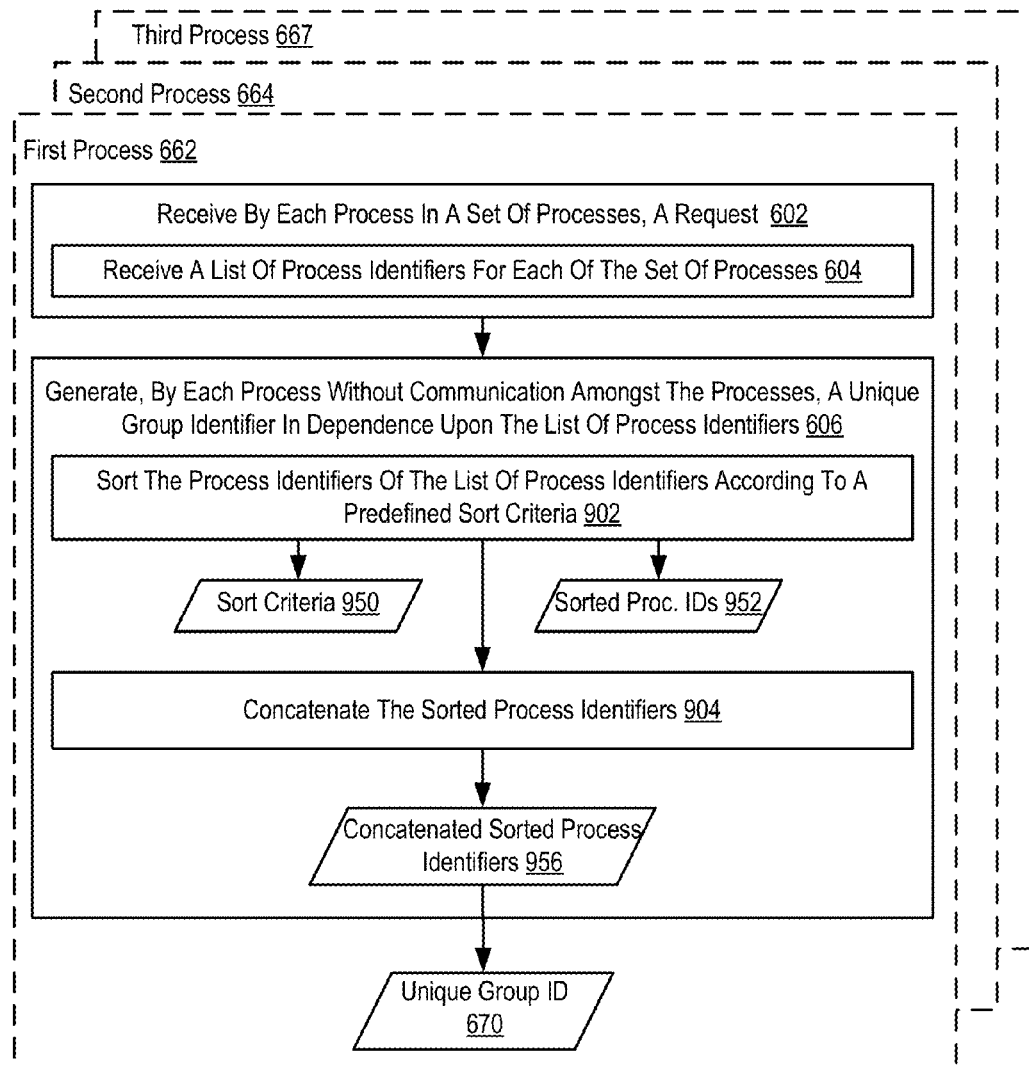 Third Process 667
Second Process 664
First Process 662
Receive By Each Process In A Set Of Processes, A Request 602
Receive A List Of Process Identifiers For Each Of The Set Of Processes 604
Generate, By Each Process Without Communication Amongst The Processes, A Unique
Group Identifier In Dependence Upon The List Of Process Identifiers 606
Sort The Process Identifiers Of The List Of Process Identifiers According To A
Predefined Sort Criteria 902
Sort Criteria 950
Sorted Proc. IDs 952
Concatenate The Sorted Process Identifiers 904
Concatenated Sorted Process
Identifiers 956
Unique Group ID
670